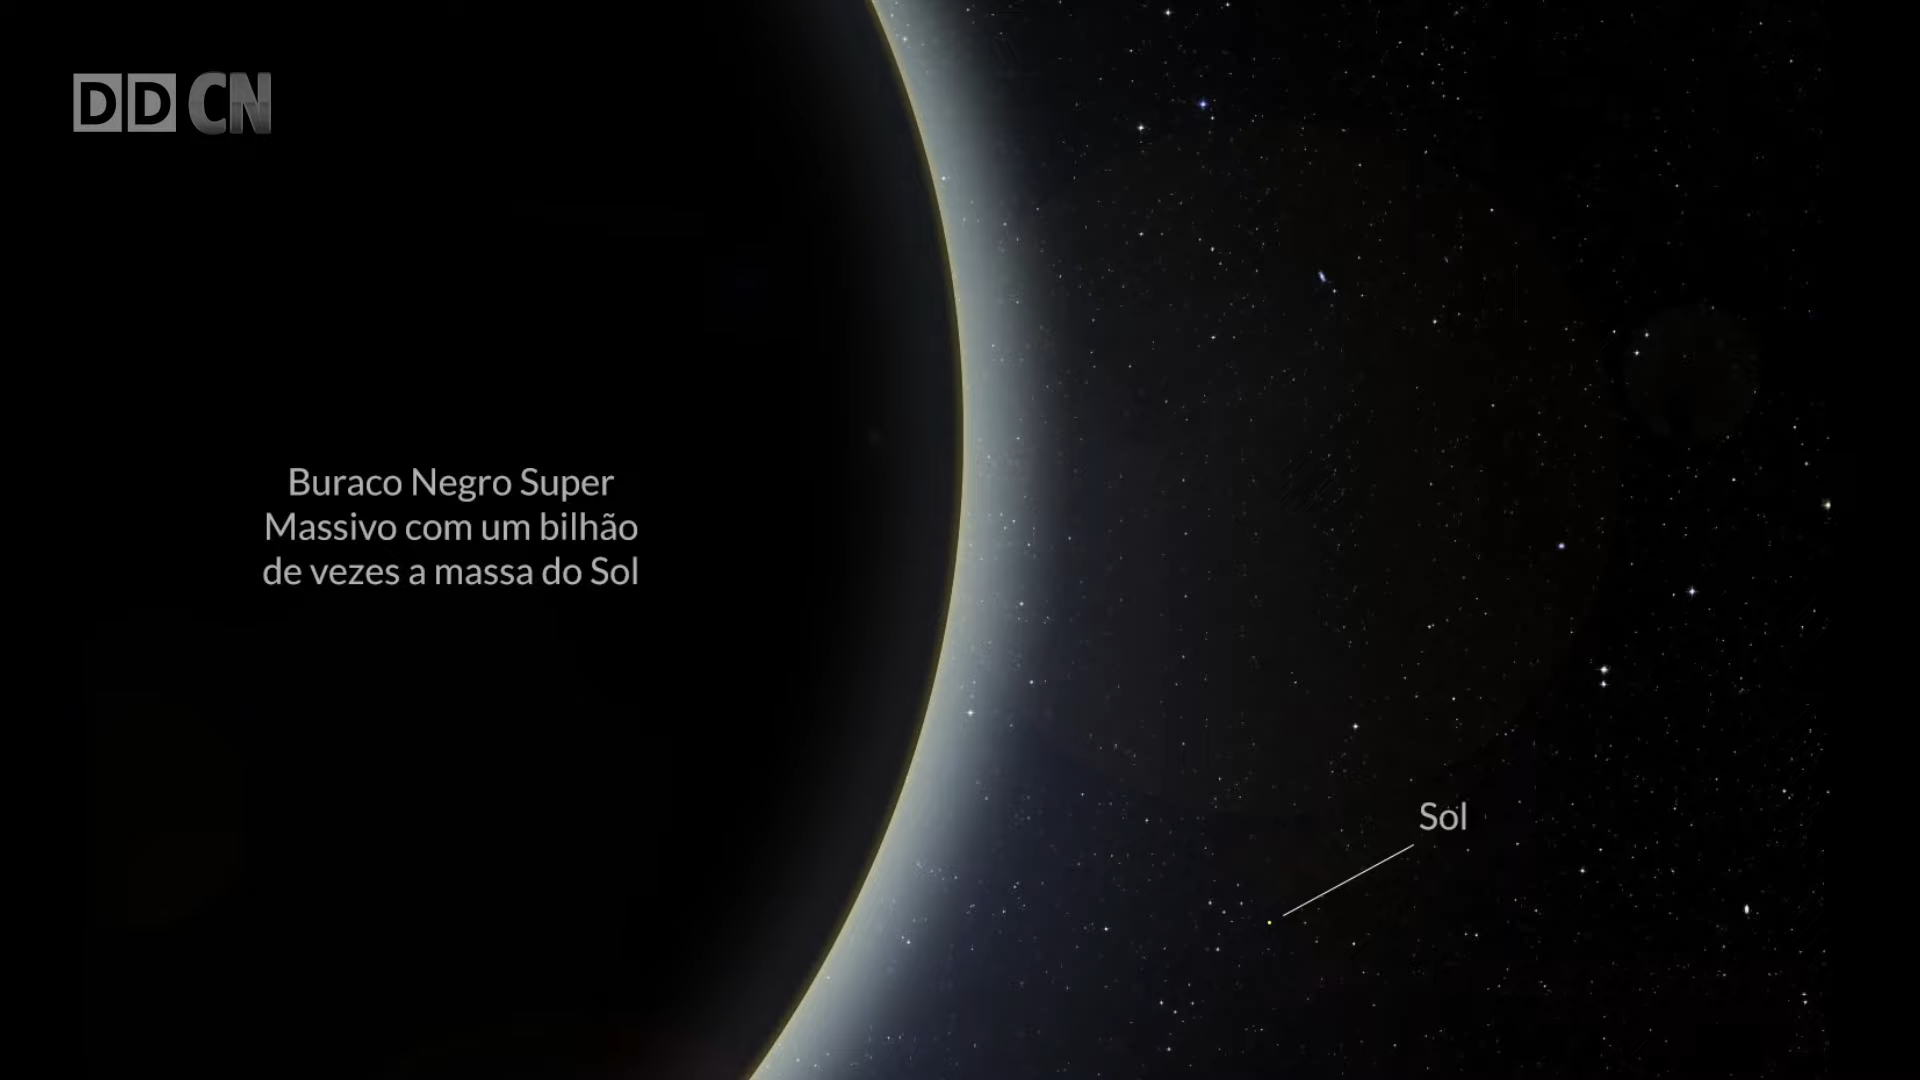 DDCN
Buraco Negro Super
Massivo com um bilhão
de vezes a massa do Sol
Sol